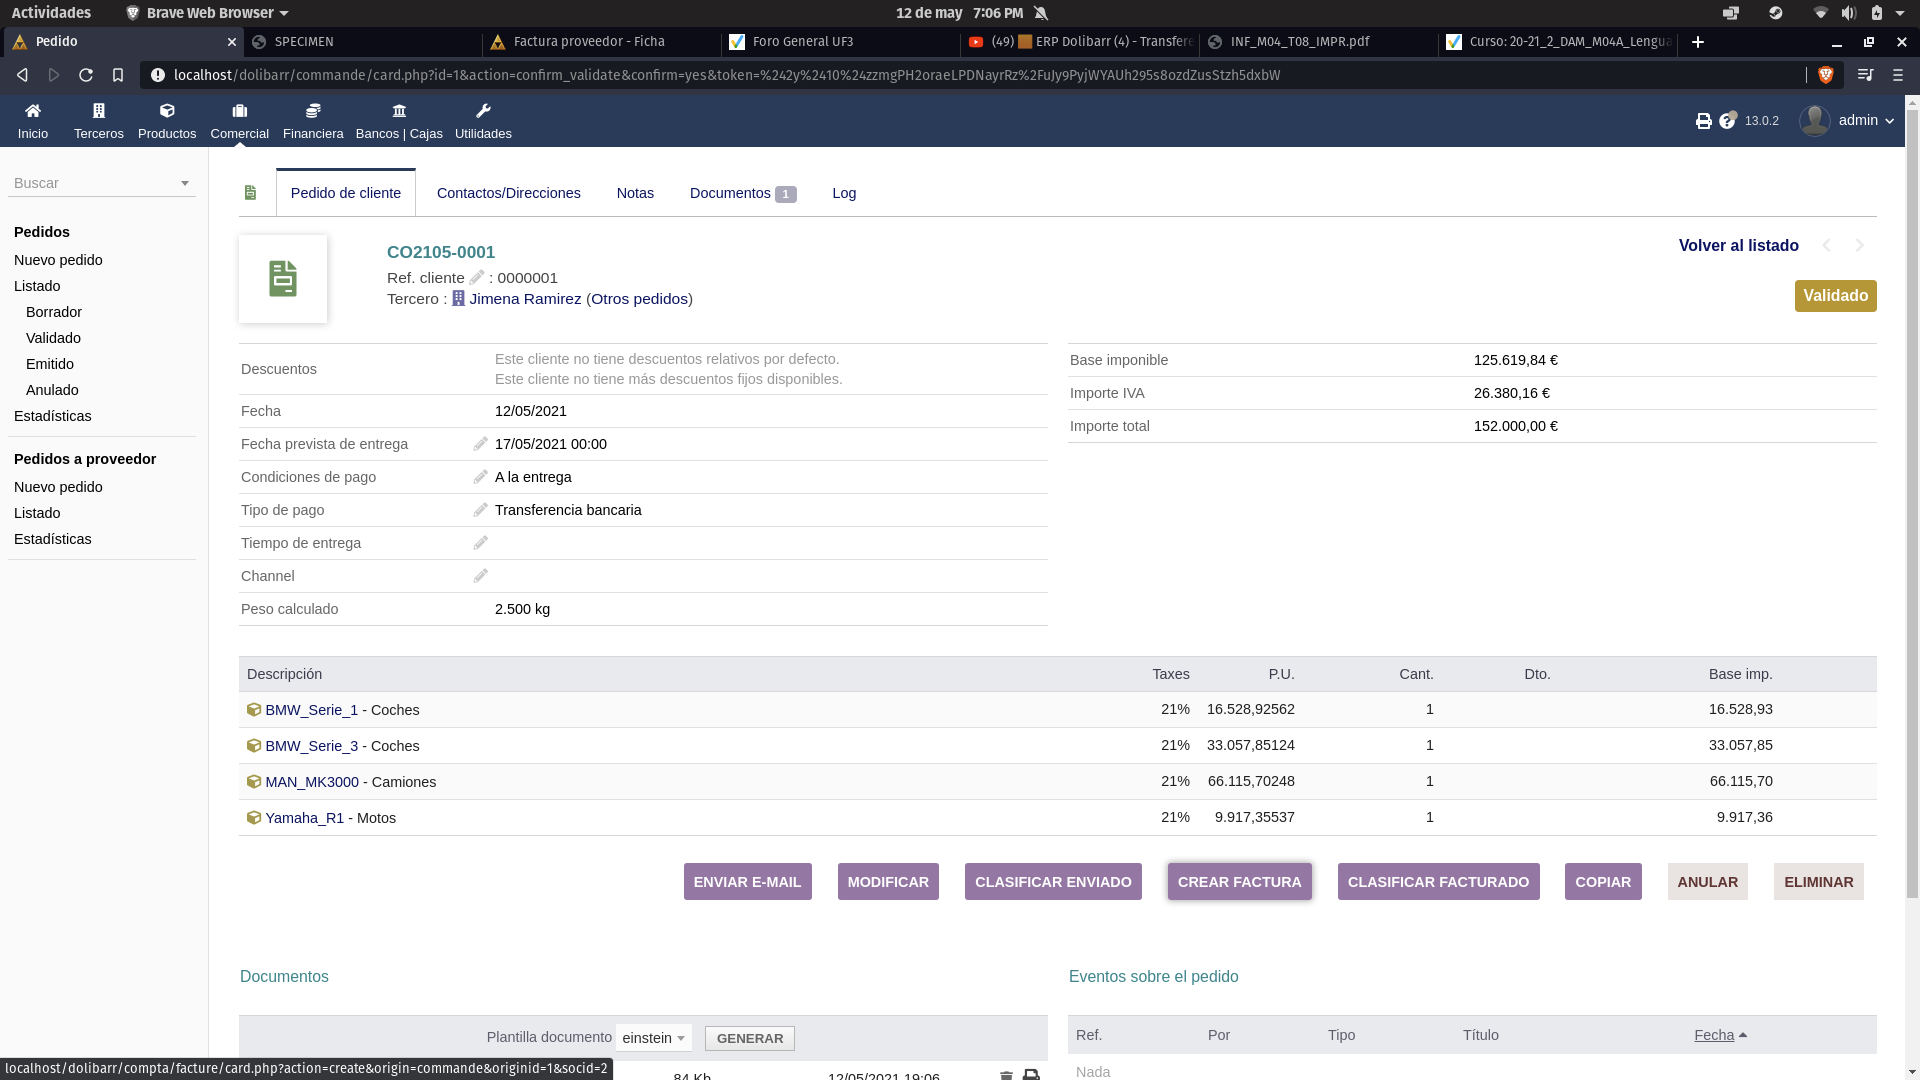 Actividades
Brave Web Browser
12 de may 7:06 PM
Pedido
SPECIMEN
Factura proveedor - Ficha
Foro General UF3
(49) ERP Dolibarr (4) - Transfere
INF_M04_T08_IMPR.pdf
Curso: 20-21_2_DAM_M04A_Lengua
localhost/dolibarr/commande/card.php?id=1&action=confirm_validate&confirm=yes&token=%242y%2410%24zzmgPH2oraeLPDNayrRz%2FuJy9PyjWYAUh295s8ozdZusStzh5dxbW
Inicio
Terceros
Productos
Comercial
Financiera
Bancos | Cajas
Utilidades
13.0.2
admin
Buscar
Pedidos
Nuevo pedido
Listado
Borrador
Validado
Emitido
Anulado
Estadísticas
Pedidos a proveedor
Nuevo pedido
Listado
Estadísticas
Pedido de cliente
Contactos/Direcciones
Notas
Documentos 1
Log
CO2105-0001
Ref. cliente : 0000001
Tercero : Jimena Ramirez (Otros pedidos)
Volver al listado
Validado
Descuentos
Este cliente no tiene descuentos relativos por defecto.
Este cliente no tiene más descuentos fijos disponibles.
Fecha 12/05/2021
Fecha prevista de entrega 17/05/2021 00:00
Condiciones de pago A la entrega
Tipo de pago Transferencia bancaria
Tiempo de entrega
Channel
Peso calculado 2.500 kg
Base imponible 125.619,84 €
Importe IVA 26.380,16 €
Importe total 152.000,00 €
Descripción Taxes P.U. Cant. Dto. Base imp.
BMW_Serie_1 - Coches 21% 16.528,92562 1 16.528,93
BMW_Serie_3 - Coches 21% 33.057,85124 1 33.057,85
MAN_MK3000 - Camiones 21% 66.115,70248 1 66.115,70
Yamaha_R1 - Motos 21% 9.917,35537 1 9.917,36
ENVIAR E-MAIL
MODIFICAR
CLASIFICAR ENVIADO
CREAR FACTURA
CLASIFICAR FACTURADO
COPIAR
ANULAR
ELIMINAR
Documentos
Plantilla documento einstein GENERAR
84 Kb 12/05/2021 19:06
Eventos sobre el pedido
Ref. Por Tipo Título Fecha
Nada
localhost/dolibarr/compta/facture/card.php?action=create&origin=commande&originid=1&socid=2